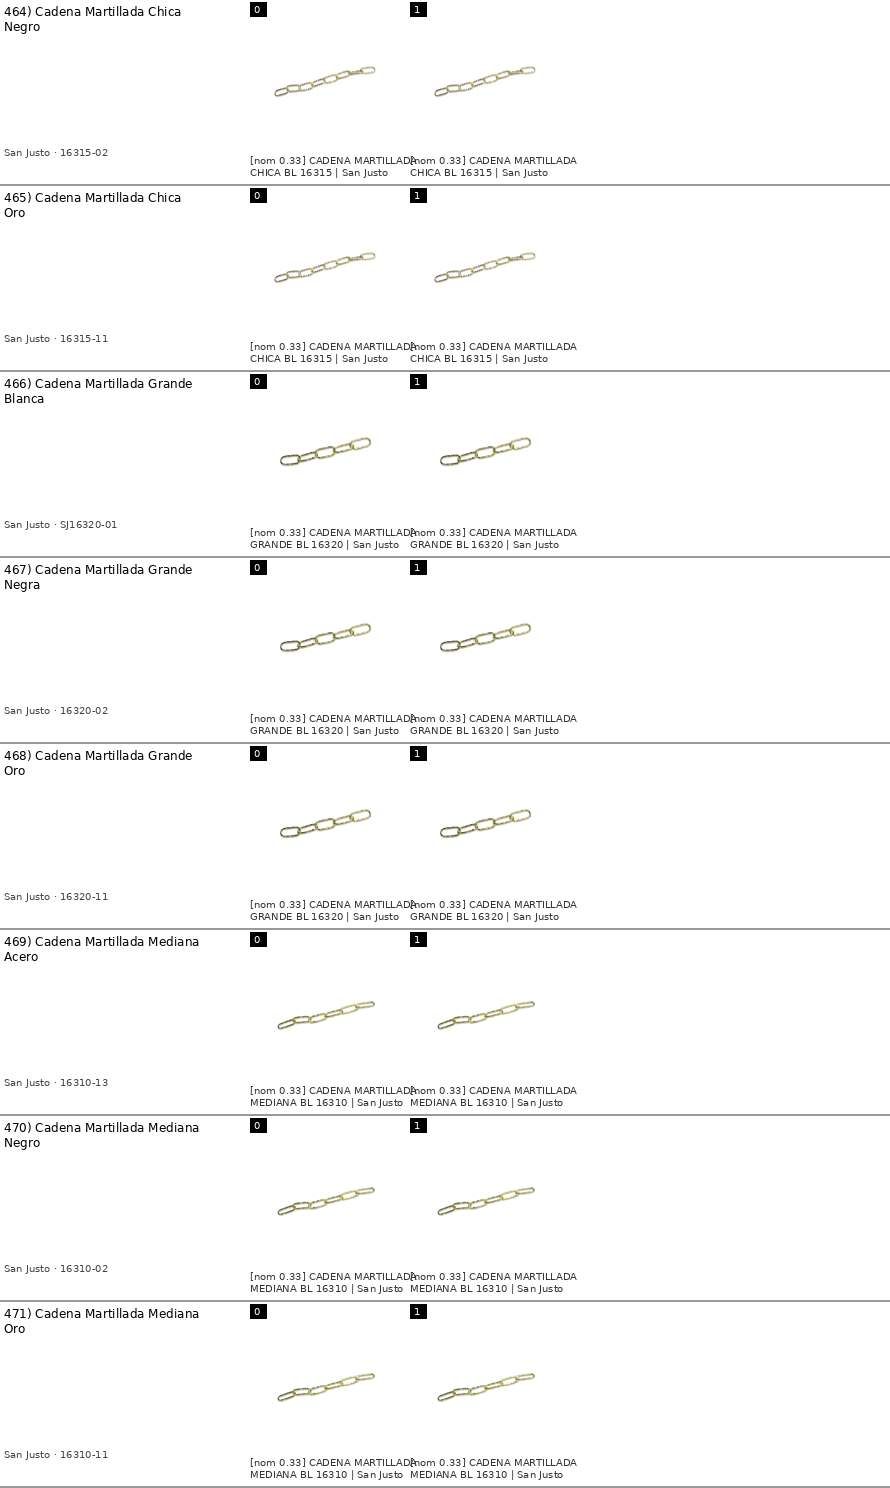 464) Cadena Martillada Chica
Negro
0
1
San Justo · 16315-02
[nom 0.33] CADENA MARTILLADA
CHICA BL 16315 | San Justo
[nom 0.33] CADENA MARTILLADA
CHICA BL 16315 | San Justo
465) Cadena Martillada Chica
Oro
0
1
San Justo · 16315-11
[nom 0.33] CADENA MARTILLADA
CHICA BL 16315 | San Justo
[nom 0.33] CADENA MARTILLADA
CHICA BL 16315 | San Justo
466) Cadena Martillada Grande
Blanca
0
1
San Justo · SJ16320-01
[nom 0.33] CADENA MARTILLADA
GRANDE BL 16320 | San Justo
[nom 0.33] CADENA MARTILLADA
GRANDE BL 16320 | San Justo
467) Cadena Martillada Grande
Negra
0
1
San Justo · 16320-02
[nom 0.33] CADENA MARTILLADA
GRANDE BL 16320 | San Justo
[nom 0.33] CADENA MARTILLADA
GRANDE BL 16320 | San Justo
468) Cadena Martillada Grande
Oro
0
1
San Justo · 16320-11
[nom 0.33] CADENA MARTILLADA
GRANDE BL 16320 | San Justo
[nom 0.33] CADENA MARTILLADA
GRANDE BL 16320 | San Justo
469) Cadena Martillada Mediana
Acero
0
1
San Justo · 16310-13
[nom 0.33] CADENA MARTILLADA
MEDIANA BL 16310 | San Justo
[nom 0.33] CADENA MARTILLADA
MEDIANA BL 16310 | San Justo
470) Cadena Martillada Mediana
Negro
0
1
San Justo · 16310-02
[nom 0.33] CADENA MARTILLADA
MEDIANA BL 16310 | San Justo
[nom 0.33] CADENA MARTILLADA
MEDIANA BL 16310 | San Justo
471) Cadena Martillada Mediana
Oro
0
1
San Justo · 16310-11
[nom 0.33] CADENA MARTILLADA
MEDIANA BL 16310 | San Justo
[nom 0.33] CADENA MARTILLADA
MEDIANA BL 16310 | San Justo